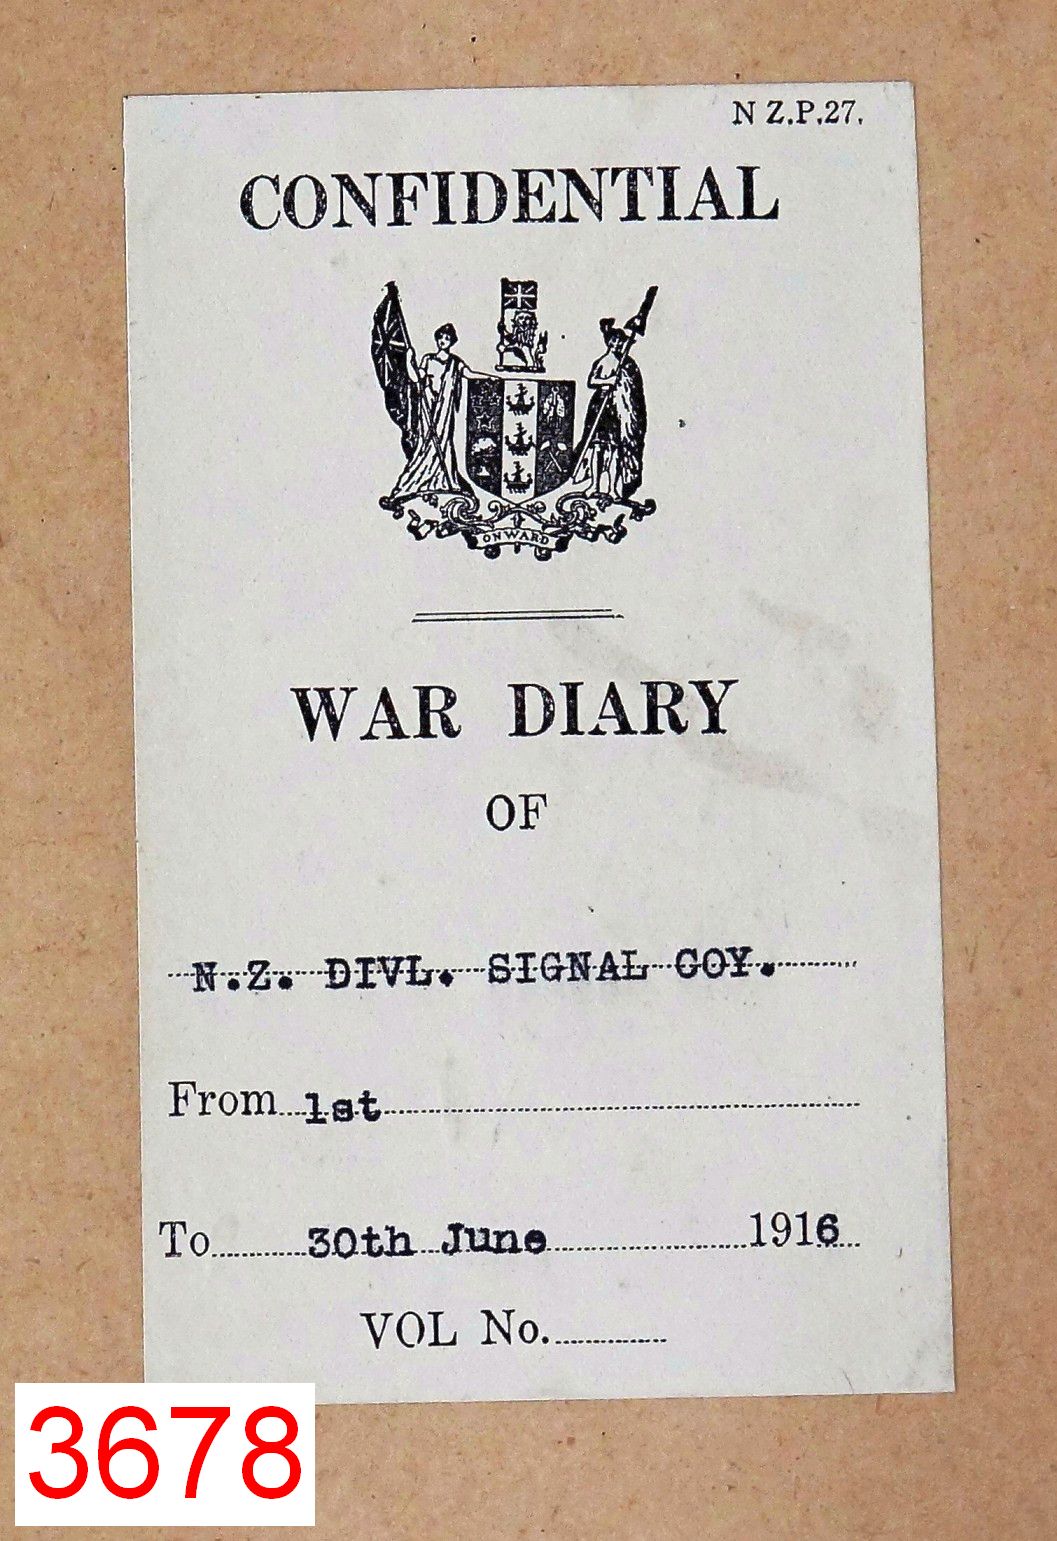 N Z.P.27.
CONFIDENTIAL
ONWARD
WAR DIARY
OF
N.Z. DIVL. SIGNAL COY.
From 1st
To 30th June 1916
VOL No.
3678